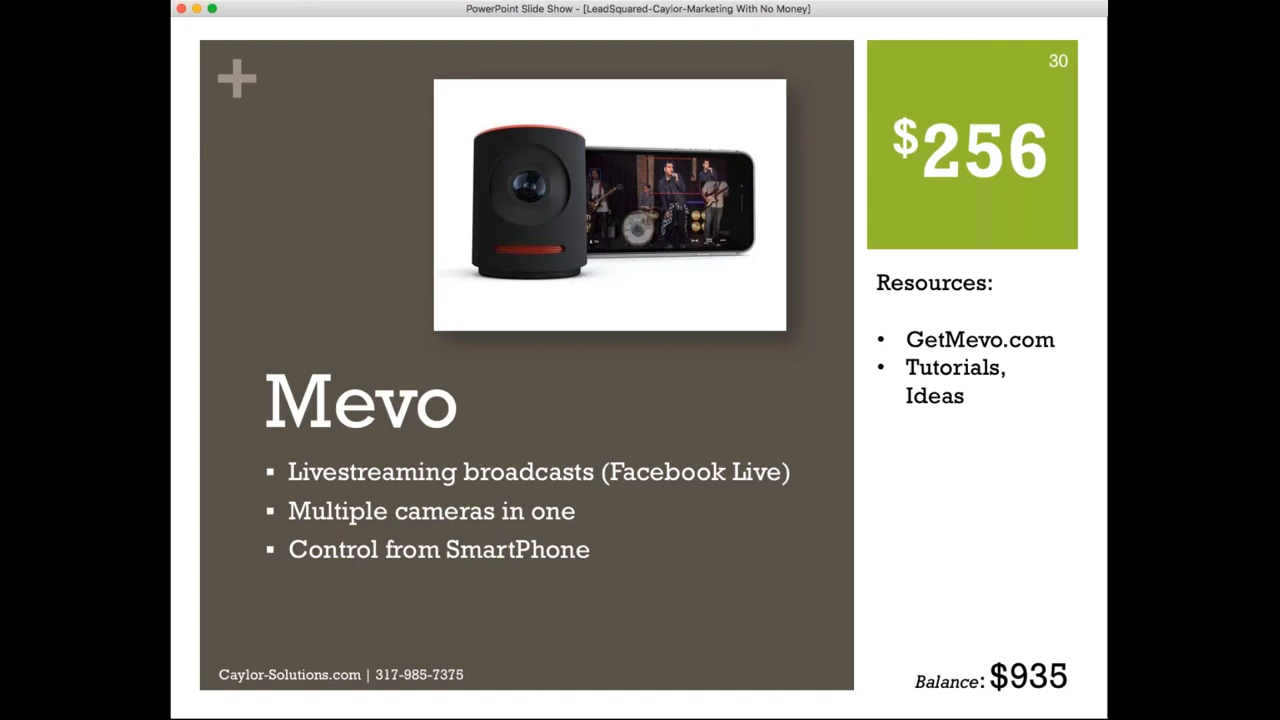 PowerPoint Slide Show - [LeadSquared-Caylor-Marketing With No Money]
+
Mevo
▪ Livestreaming broadcasts (Facebook Live)
▪ Multiple cameras in one
▪ Control from SmartPhone
Caylor-Solutions.com | 317-985-7375
30
$256
Resources:
• GetMevo.com
• Tutorials,
Ideas
Balance: $935